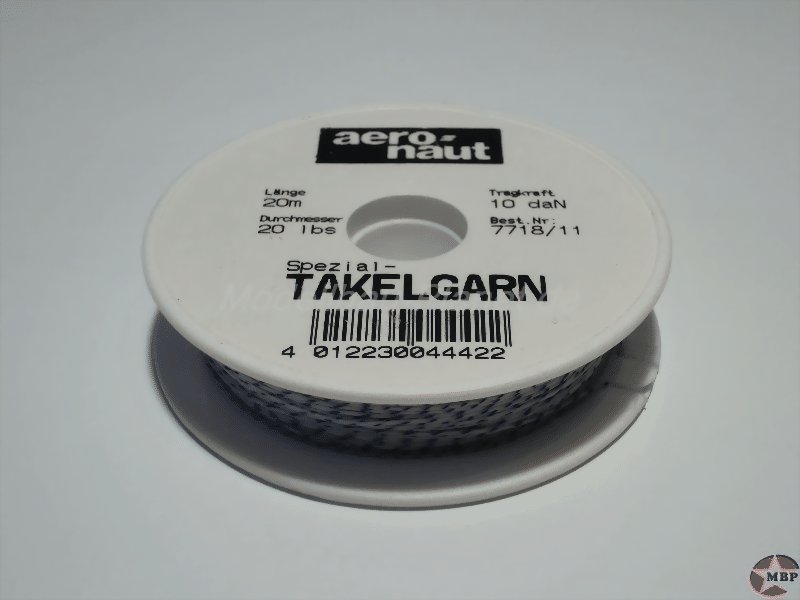 aero-
naut
Länge
20m
Tragkraft
10 daN
Durchmesser
20 lbs
Best.Nr:
7718/11
Spezial-
TAKELGARN
4 012230044422
MBP